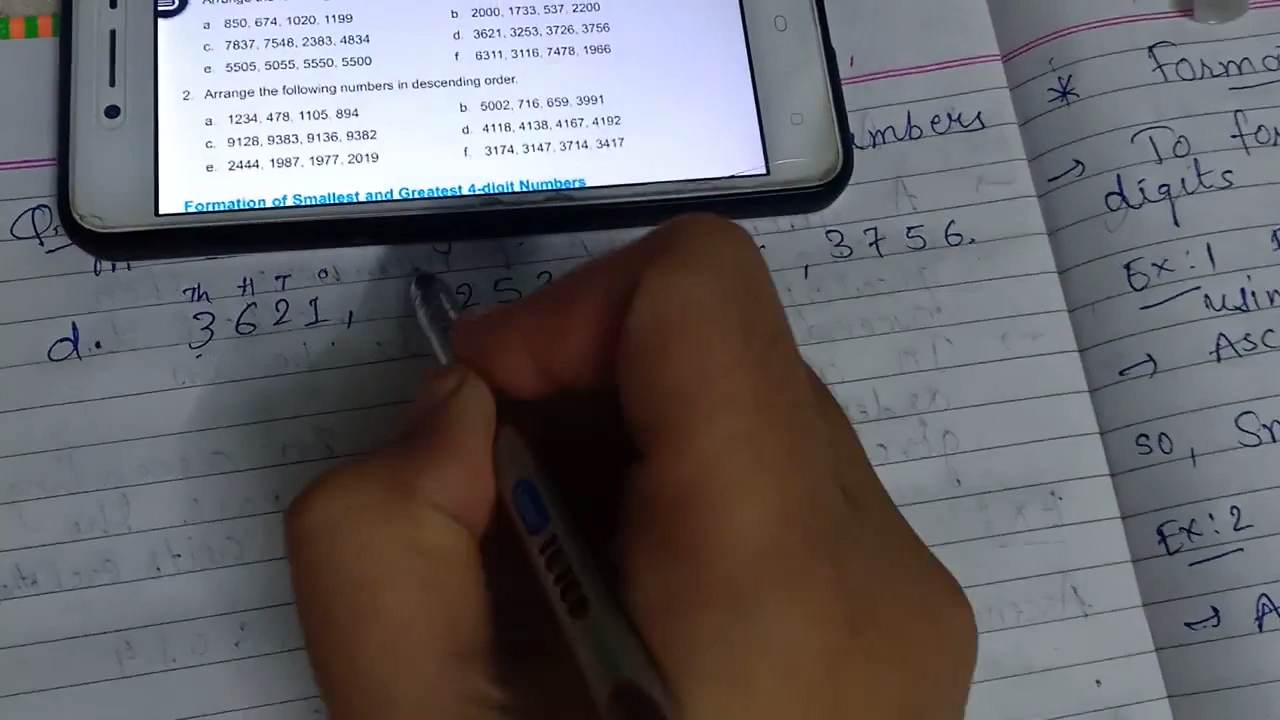 a 850, 674, 1020, 1199
b 2000, 1733, 537, 2200
c. 7837, 7548, 2383, 4834
d. 3621, 3253, 3726, 3756
e. 5505, 5055, 5550, 5500
f 6311, 3116, 7478, 1966
2. Arrange the following numbers in descending order.
a. 1234, 478, 1105, 894
b. 5002, 716, 659, 3991
c. 9128, 9383, 9136, 9382
d. 4118, 4138, 4167, 4192
e. 2444, 1987, 1977, 2019
f. 3174, 3147, 3714, 3417
Formation of Smallest and Greatest 4-digit Numbers
Th H T O
d. 3621, 253 , 3756.
* Forma
→ To fo
digits
Ex:1
usin
→ Asc
so, Sm
Ex:2
→ A